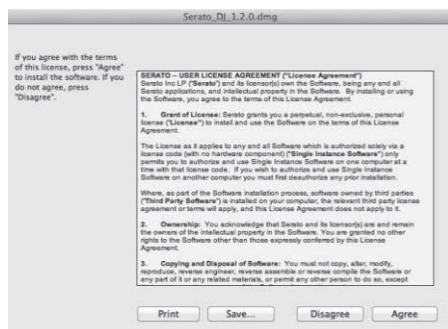 Serato_DJ_1.2.0.dmg
If you agree with the terms
of this license, press "Agree"
to install the software. If you
do not agree, press
"Disagree".
SERATO – USER LICENSE AGREEMENT ("License Agreement")
Serato Inc LP ("Serato") and its licensor(s) own the Software, being any and all
Serato applications, and intellectual property in the Software. By installing or using
the Software, you agree to the terms of this License Agreement.
1. Grant of License: Serato grants you a perpetual, non-exclusive, personal
license ("License") to install and use the Software on the terms of this License
Agreement.
The License as it applies to any and all Software which is authorized solely via a
license code (with no hardware component) ("Single Instance Software") only
permits you to authorize and use Single Instance Software on one computer at a
time with that license code. If you wish to authorize and use Single Instance
Software on another computer you must first deauthorize any prior installation.
Where, as part of the Software installation process, software owned by third parties
("Third Party Software") is installed on your computer, the relevant third party license
agreement or terms will apply, and this License Agreement does not apply to it.
2. Ownership: You acknowledge that Serato and its licensor(s) are and remain
the owners of the intellectual property in the Software. You are granted no other
rights to the Software other than those expressly conferred by this License
Agreement.
3. Copying and Disposal of Software: You must not copy, alter, modify,
reproduce, reverse engineer, reverse assemble or reverse compile the Software or
any part of it or any related materials, or permit any other person to do so, except
Print Save... Disagree Agree